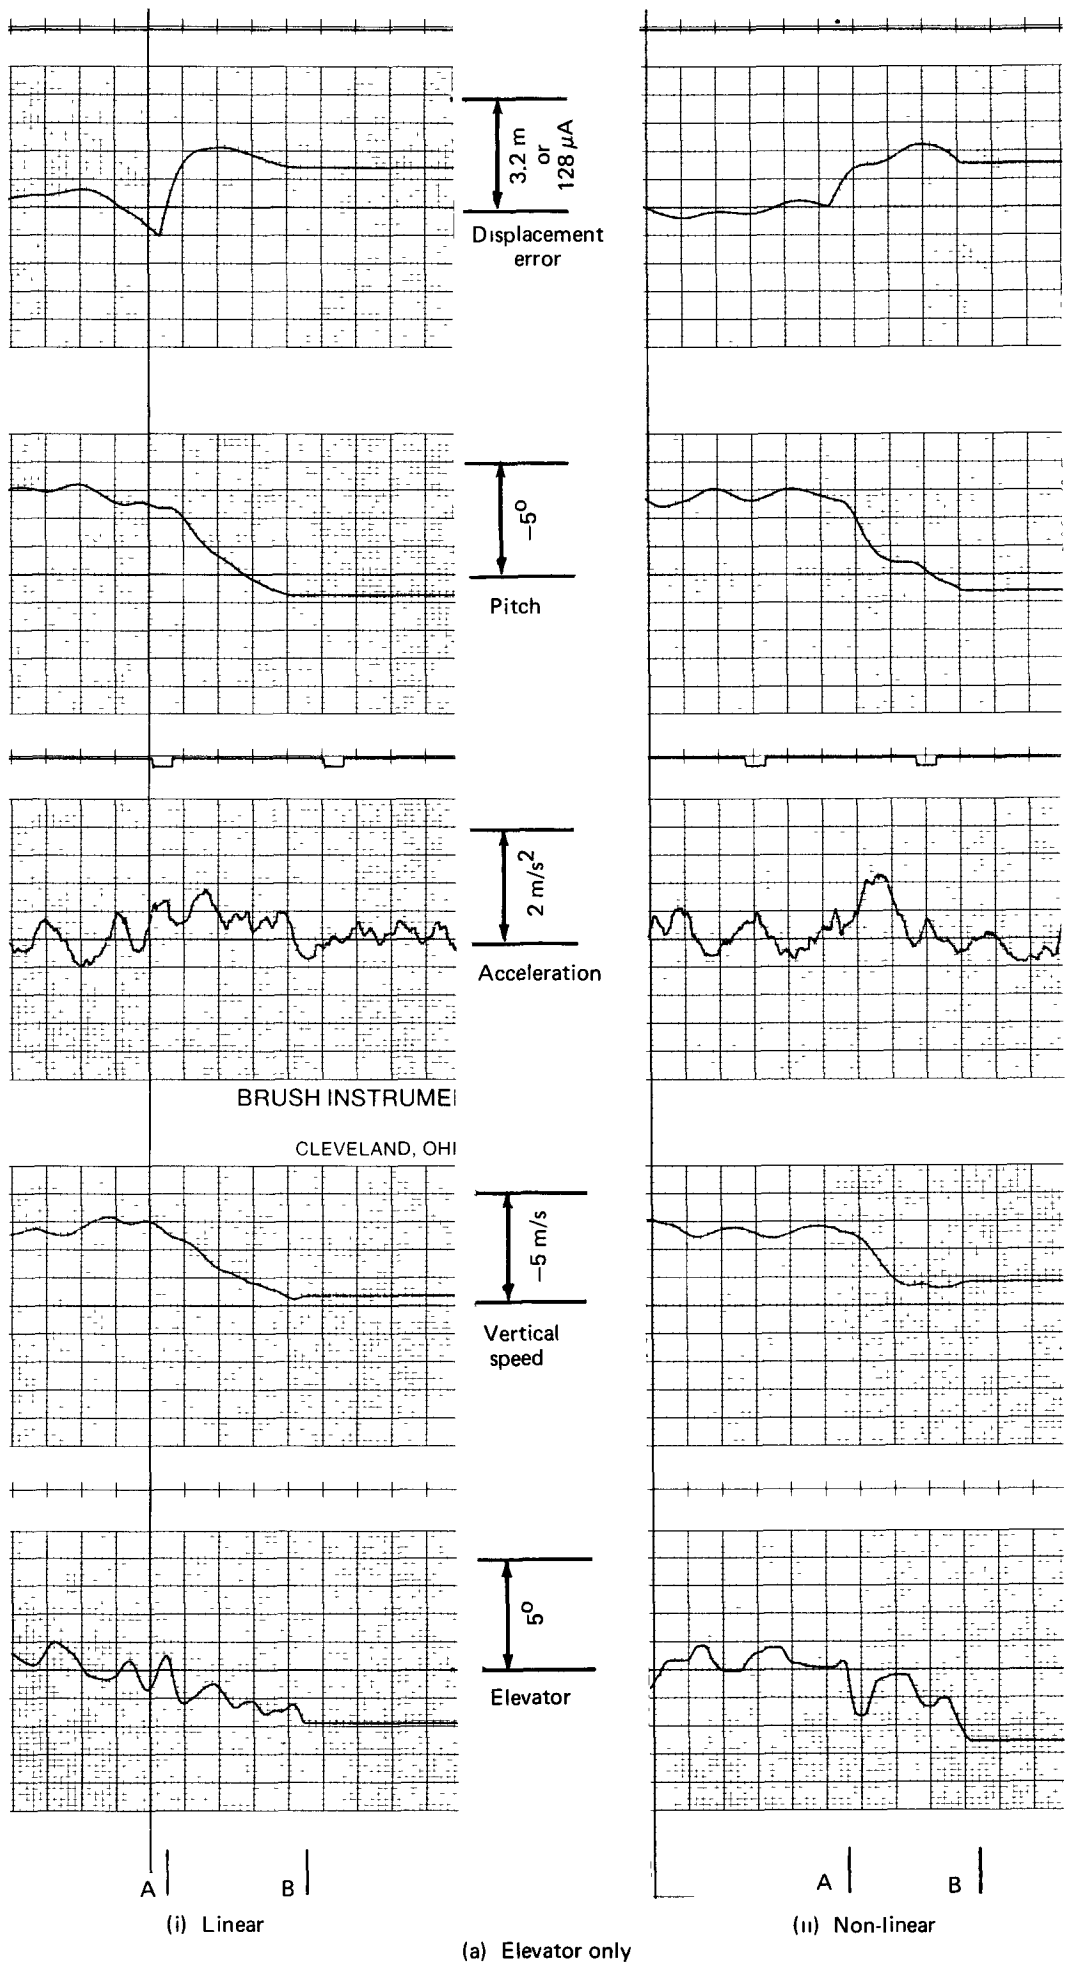 3.2 m
or
128 μA
Displacement
error
−5°
Pitch
2 m/s²
Acceleration
BRUSH INSTRUME
CLEVELAND, OHI
−5 m/s
Vertical
speed
5°
Elevator
A
B
A
B
(i) Linear
(ii) Non-linear
(a) Elevator only